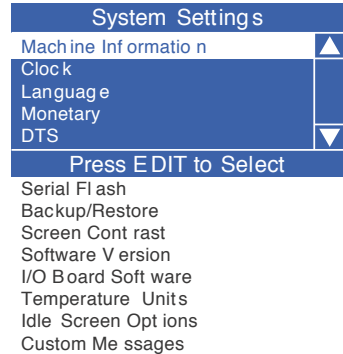 System Settings
Machine Information
Clock
Language
Monetary
DTS
Press EDIT to Select
Serial Flash
Backup/Restore
Screen Contrast
Software Version
I/O Board Software
Temperature Units
Idle Screen Options
Custom Messages